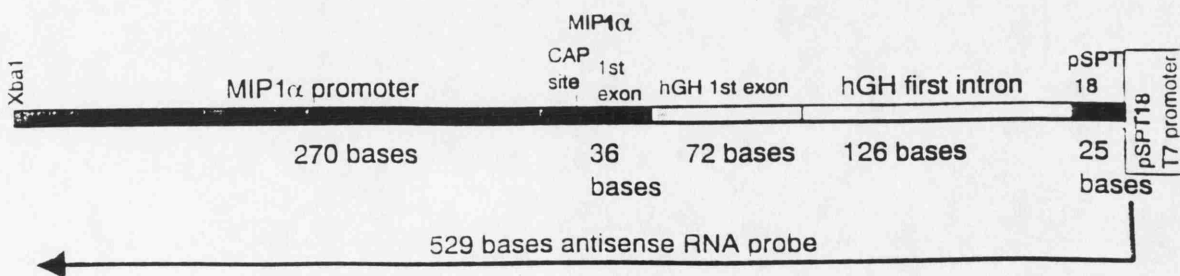 MIP1α
Xba1
MIP1α promoter
CAP
site
1st
exon
hGH 1st exon
hGH first intron
pSPT
18
pSPT18
T7 promoter
270 bases
36
bases
72 bases
126 bases
25
bases
529 bases antisense RNA probe